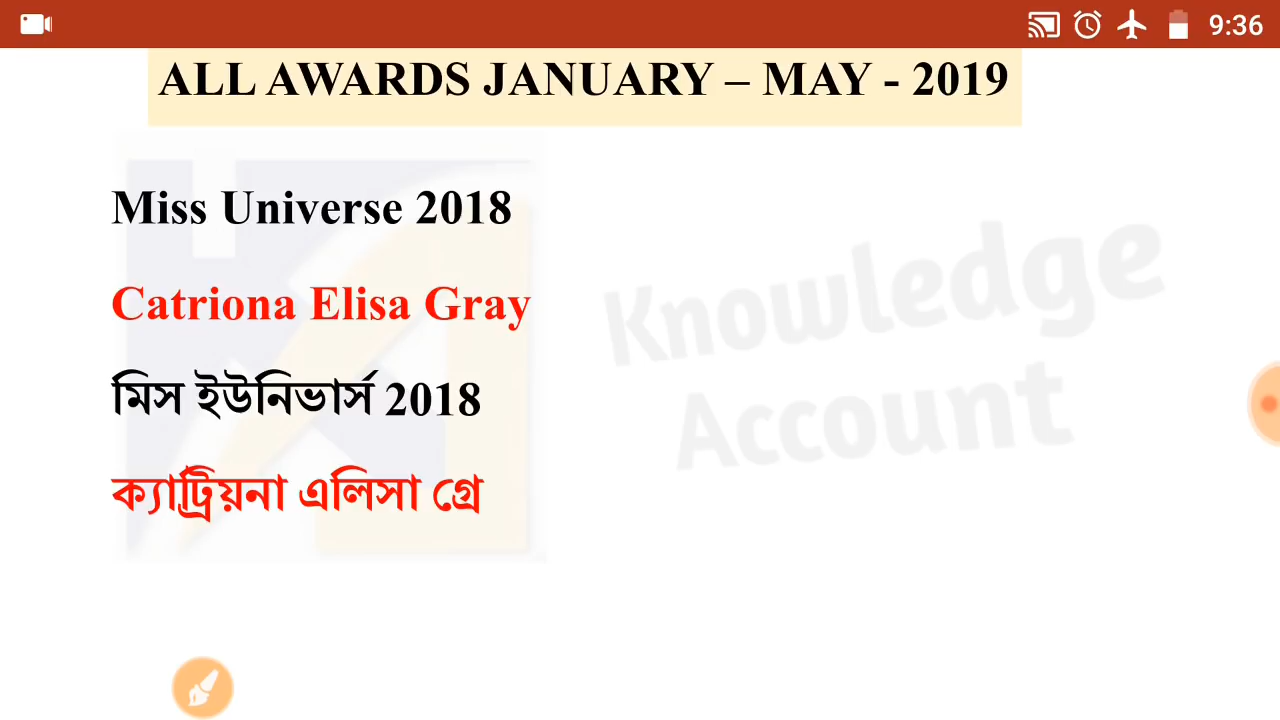 9:36
ALL AWARDS JANUARY – MAY - 2019
Miss Universe 2018
Catriona Elisa Gray
মিস ইউনিভার্স 2018
ক্যাট্রিয়না এলিসা গ্রে
Knowledge
Account